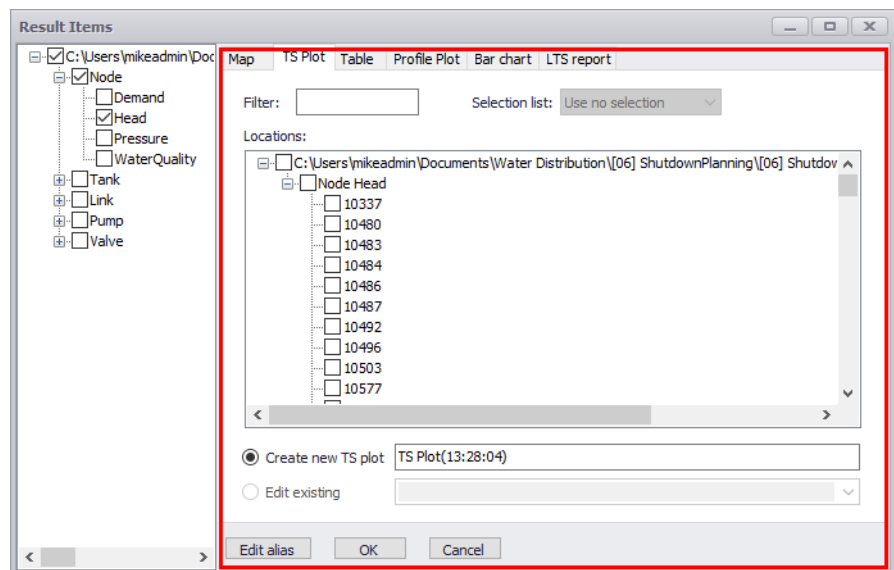 Result Items
C:\Users\mikeadmin\Doc
Node
Demand
Head
Pressure
WaterQuality
Tank
Link
Pump
Valve
Map TS Plot Table Profile Plot Bar chart LTS report
Filter: Selection list: Use no selection
Locations:
C:\Users\mikeadmin\Documents\Water Distribution\[06] ShutdownPlanning\[06] Shutdov
Node Head
10337
10480
10483
10484
10486
10487
10492
10496
10503
10577
Create new TS plot TS Plot(13:28:04)
Edit existing
Edit alias OK Cancel